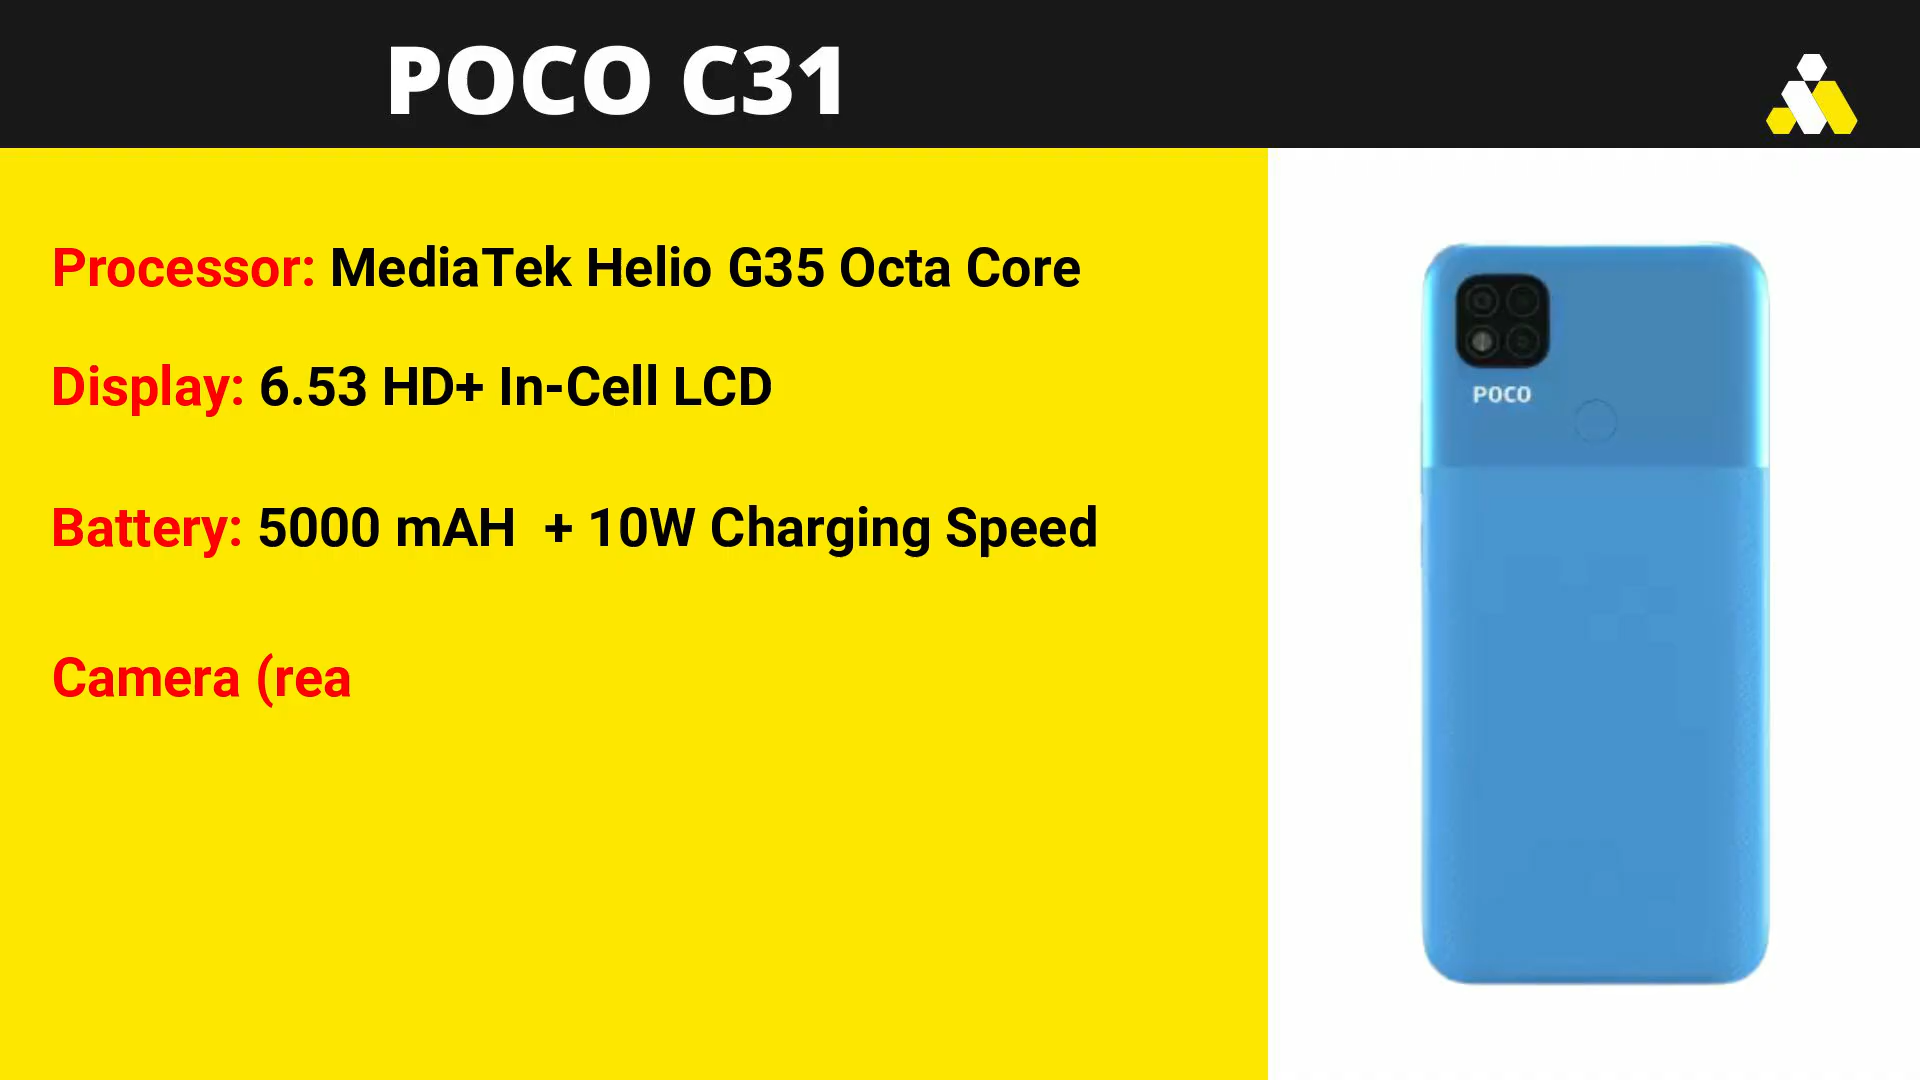 POCO C31
Processor: MediaTek Helio G35 Octa Core
Display: 6.53 HD+ In-Cell LCD
Battery: 5000 mAH  + 10W Charging Speed
Camera (rea
POCO